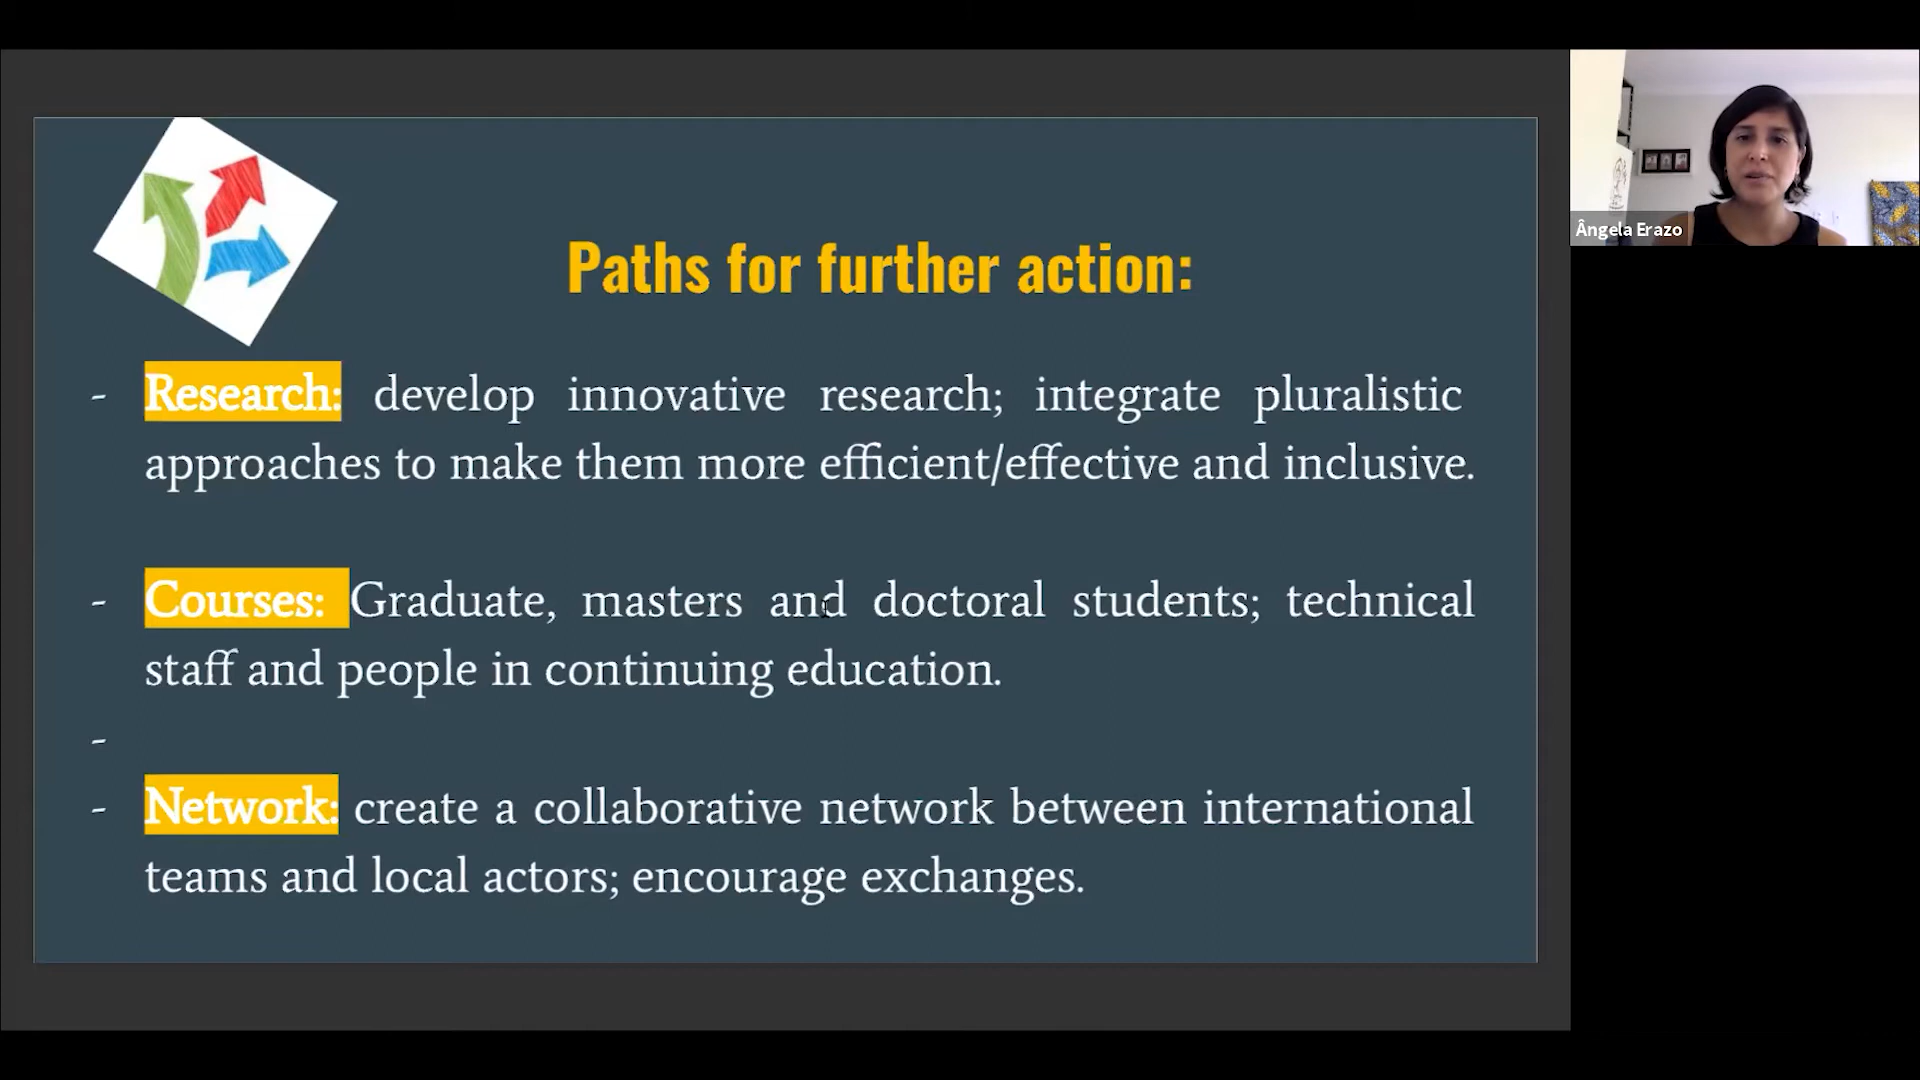 Paths for further action:
- Research: develop innovative research; integrate pluralistic
approaches to make them more efficient/effective and inclusive.
- Courses: Graduate, masters and doctoral students; technical
staff and people in continuing education.
-
- Network: create a collaborative network between international
teams and local actors; encourage exchanges.
Ângela Erazo